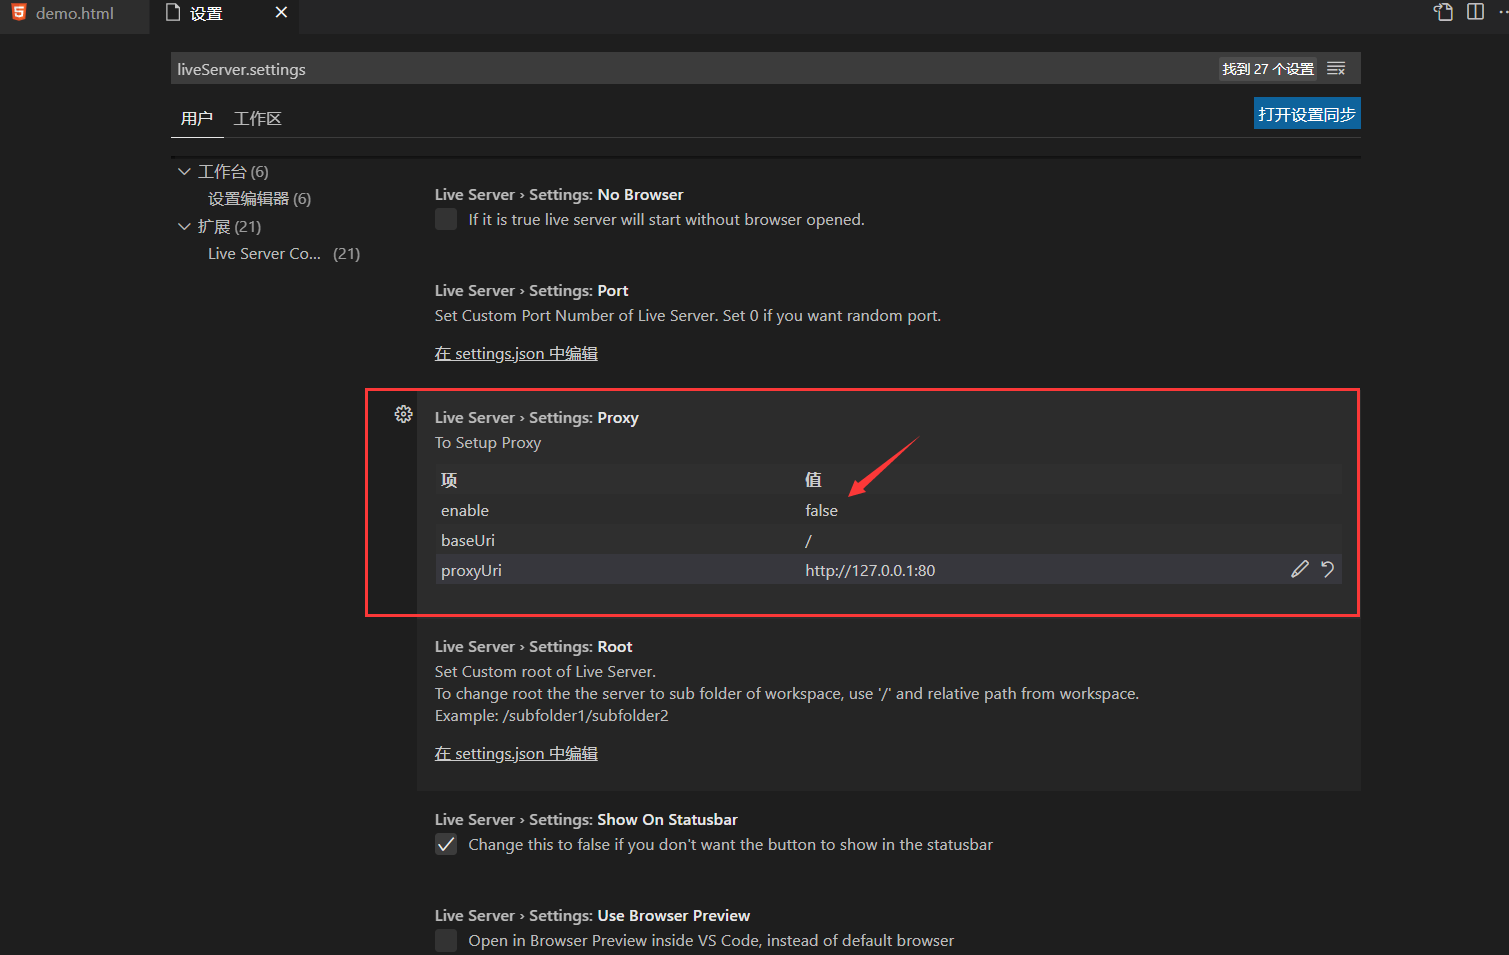 demo.html
设置
liveServer.settings
找到 27 个设置
用户
工作区
打开设置同步
工作台 (6)
设置编辑器 (6)
扩展 (21)
Live Server Co... (21)
Live Server › Settings: No Browser
If it is true live server will start without browser opened.
Live Server › Settings: Port
Set Custom Port Number of Live Server. Set 0 if you want random port.
在 settings.json 中编辑
Live Server › Settings: Proxy
To Setup Proxy
项 值
enable false
baseUri /
proxyUri http://127.0.0.1:80
Live Server › Settings: Root
Set Custom root of Live Server.
To change root the the server to sub folder of workspace, use '/' and relative path from workspace.
Example: /subfolder1/subfolder2
在 settings.json 中编辑
Live Server › Settings: Show On Statusbar
Change this to false if you don't want the button to show in the statusbar
Live Server › Settings: Use Browser Preview
Open in Browser Preview inside VS Code, instead of default browser